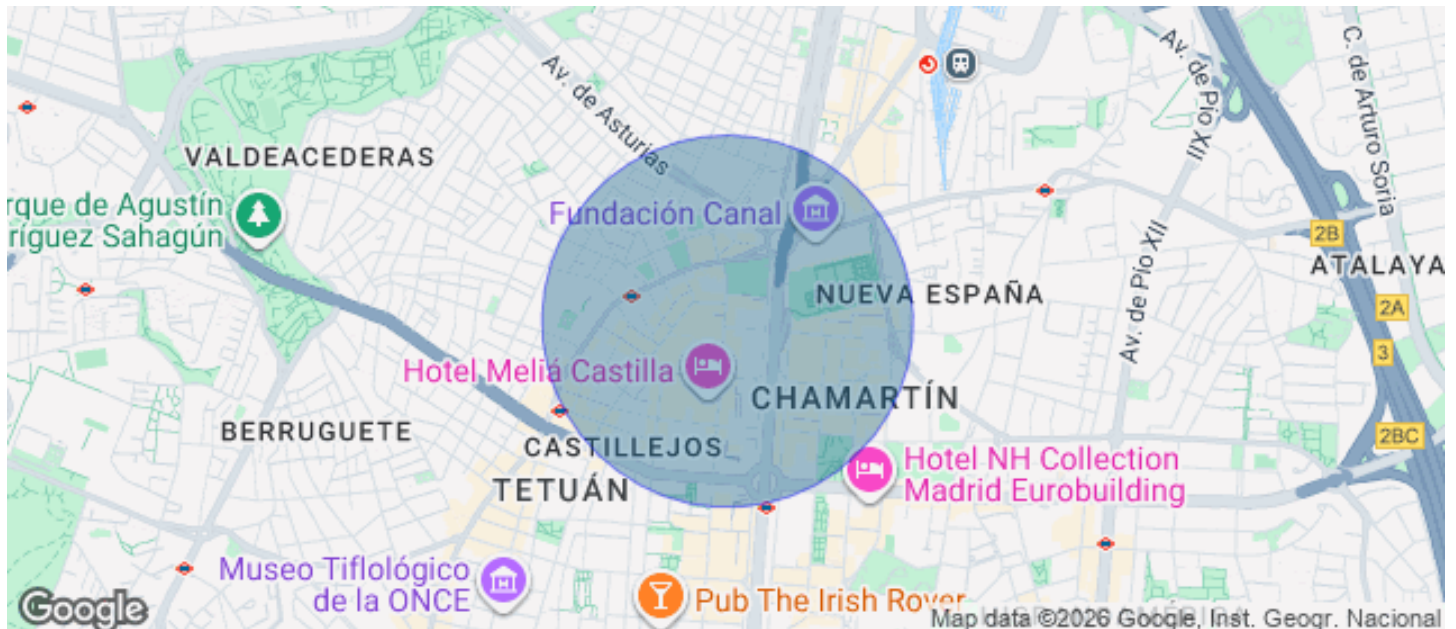 Av. de Asturias
Av. de Pío XII
C. de Arturo Soria
VALDEACEDERAS
rque de Agustín
ríguez Sahagún
Fundación Canal
2B
ATALAYA
NUEVA ESPAÑA
2A
Av. de Pío XII
3
Hotel Meliá Castilla
CHAMARTÍN
BERRUGUETE
CASTILLEJOS
2BC
TETUÁN
Hotel NH Collection
Madrid Eurobuilding
Museo Tiflológico
de la ONCE
Pub The Irish Rover
Google
Map data ©2026 Google, Inst. Geogr. Nacional